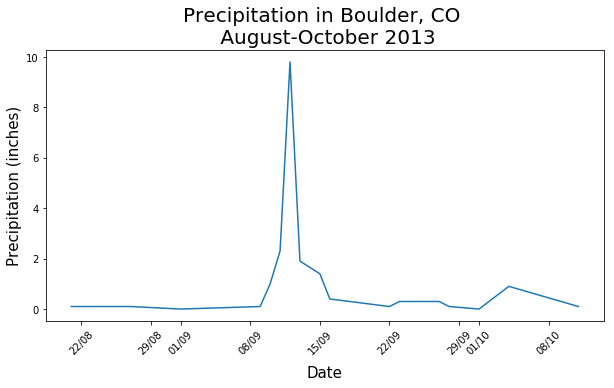 Precipitation in Boulder, CO
August-October 2013
Precipitation (inches)
10
8
6
4
2
0
22/08 29/08 01/09 08/09 15/09 22/09 29/09 01/10 08/10
Date